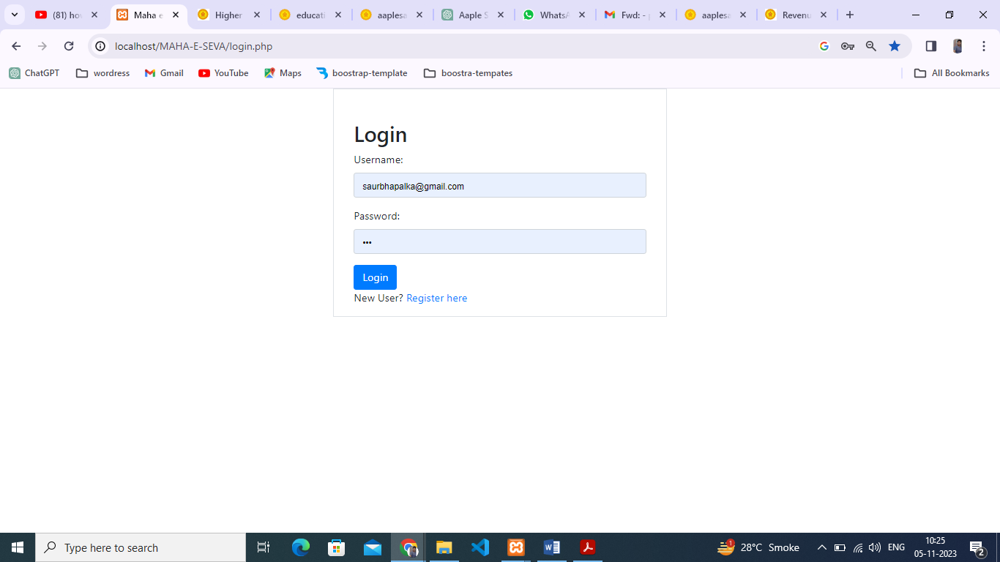 (81) hov
Maha e
Higher
educati
aaplesa
Aaple S
WhatsA
Fwd: - p
aaplesa
Revenu
localhost/MAHA-E-SEVA/login.php
ChatGPT
wordress
Gmail
YouTube
Maps
boostrap-template
boostra-tempates
All Bookmarks
Login
Username:
saurbhapalka@gmail.com
Password:
Login
New User? Register here
Type here to search
1
28°C Smoke
ENG
10:25
05-11-2023
2